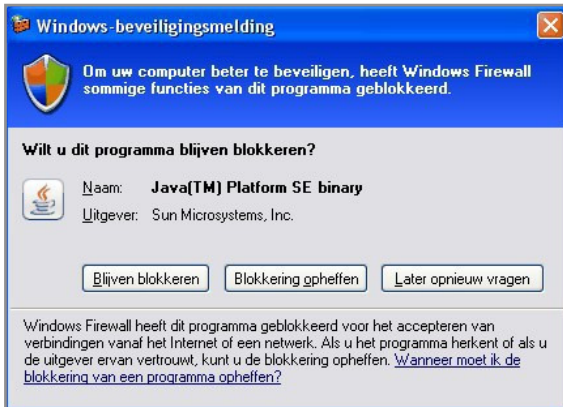 Windows-beveiligingsmelding
Om uw computer beter te beveiligen, heeft Windows Firewall
sommige functies van dit programma geblokkeerd.
Wilt u dit programma blijven blokkeren?
Naam: Java(TM) Platform SE binary
Uitgever: Sun Microsystems, Inc.
Blijven blokkeren Blokkering opheffen Later opnieuw vragen
Windows Firewall heeft dit programma geblokkeerd voor het accepteren van
verbindingen vanaf het Internet of een netwerk. Als u het programma herkent of als u
de uitgever ervan vertrouwt, kunt u de blokkering opheffen. Wanneer moet ik de
blokkering van een programma opheffen?